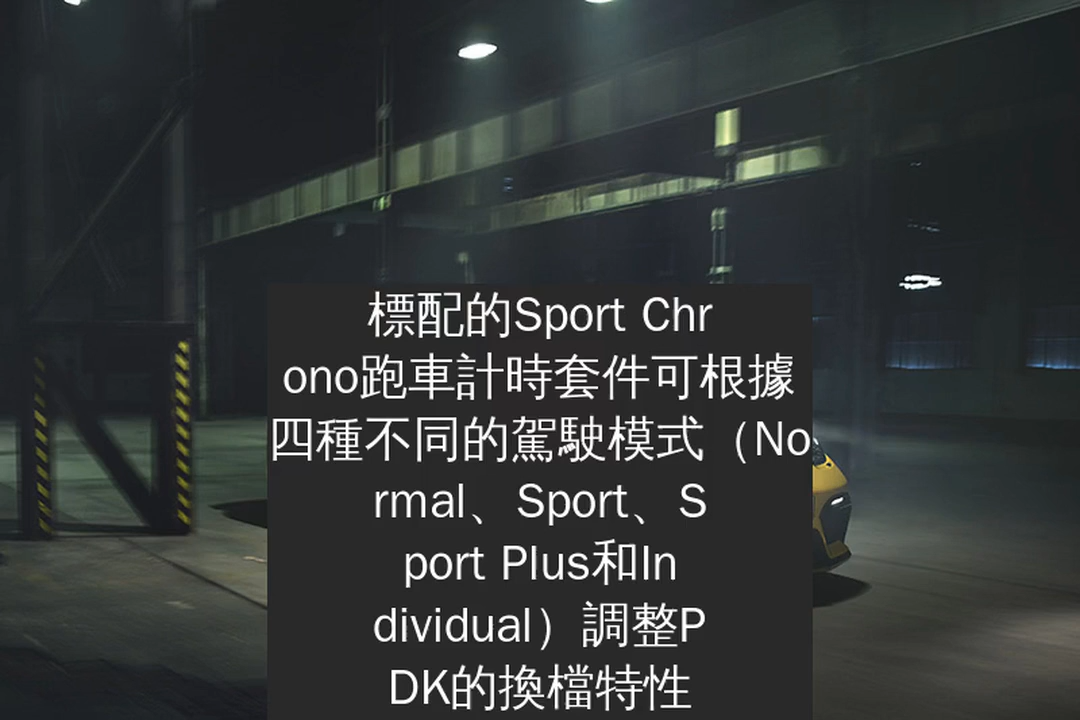 標配的Sport Chr
ono跑車計時套件可根據
四種不同的駕駛模式（No
rmal、Sport、S
port Plus和In
dividual）調整P
DK的換檔特性